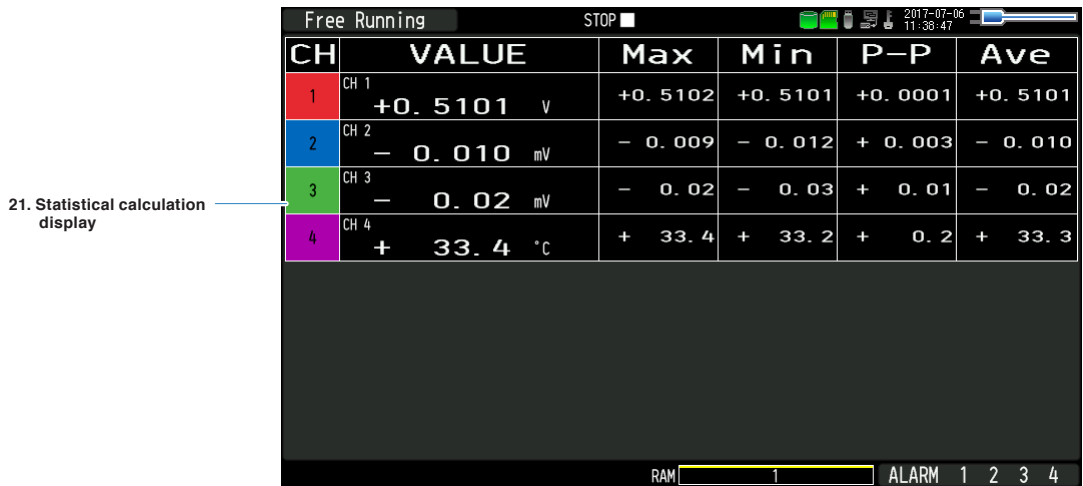 Free Running STOP 2017-07-06
11:38:47
CH VALUE Max Min P-P Ave
1 CH 1 +0.5101 V +0.5102 +0.5101 +0.0001 +0.5101
2 CH 2 - 0.010 mV - 0.009 - 0.012 + 0.003 - 0.010
3 CH 3 - 0.02 mV - 0.02 - 0.03 + 0.01 - 0.02
4 CH 4 + 33.4 °C + 33.4 + 33.2 + 0.2 + 33.3
21. Statistical calculation
display
RAM 1 ALARM 1 2 3 4